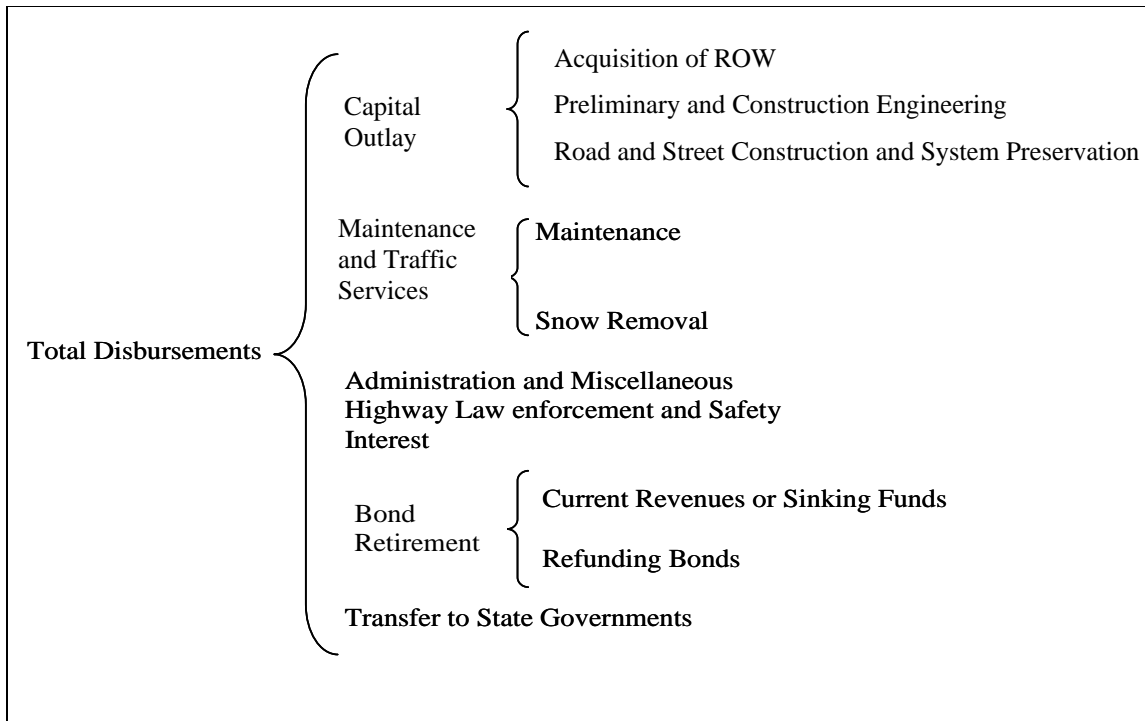 Total Disbursements
Capital
Outlay
Acquisition of ROW
Preliminary and Construction Engineering
Road and Street Construction and System Preservation
Maintenance
and Traffic
Services
Maintenance
Snow Removal
Administration and Miscellaneous
Highway Law enforcement and Safety
Interest
Bond
Retirement
Current Revenues or Sinking Funds
Refunding Bonds
Transfer to State Governments